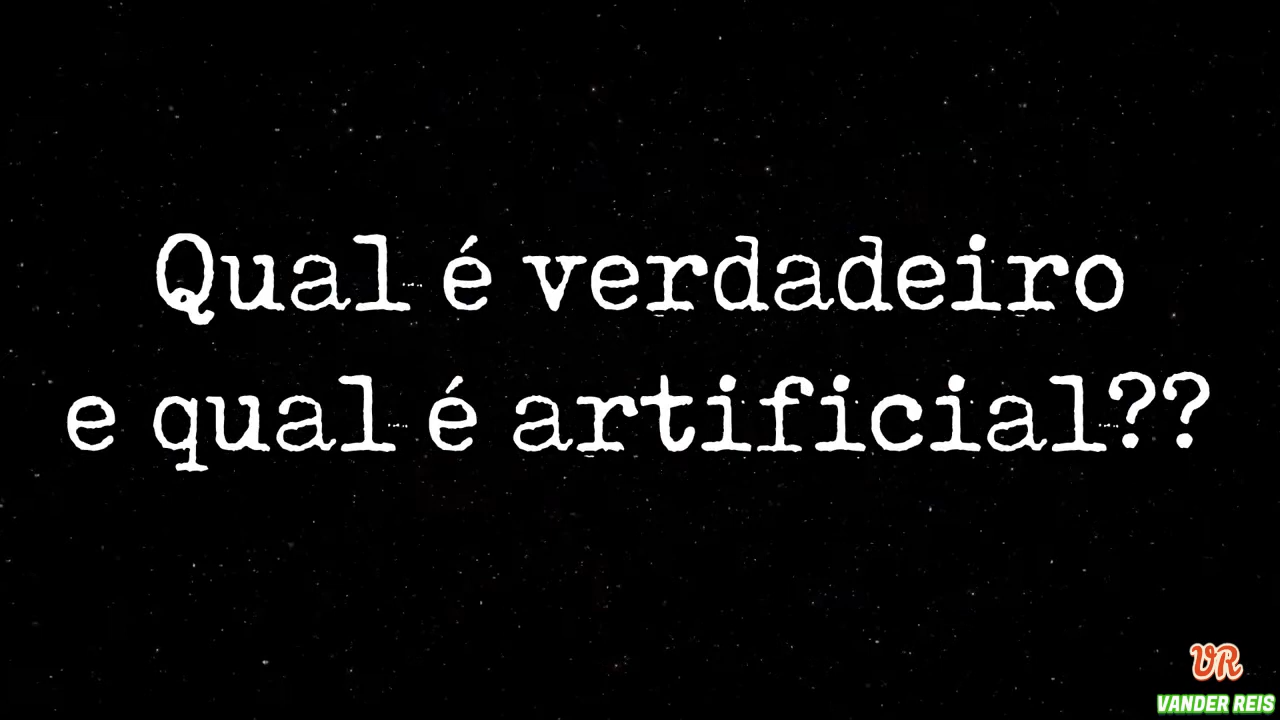 Qual é verdadeiro
e qual é artificial??
VR
VANDER REIS